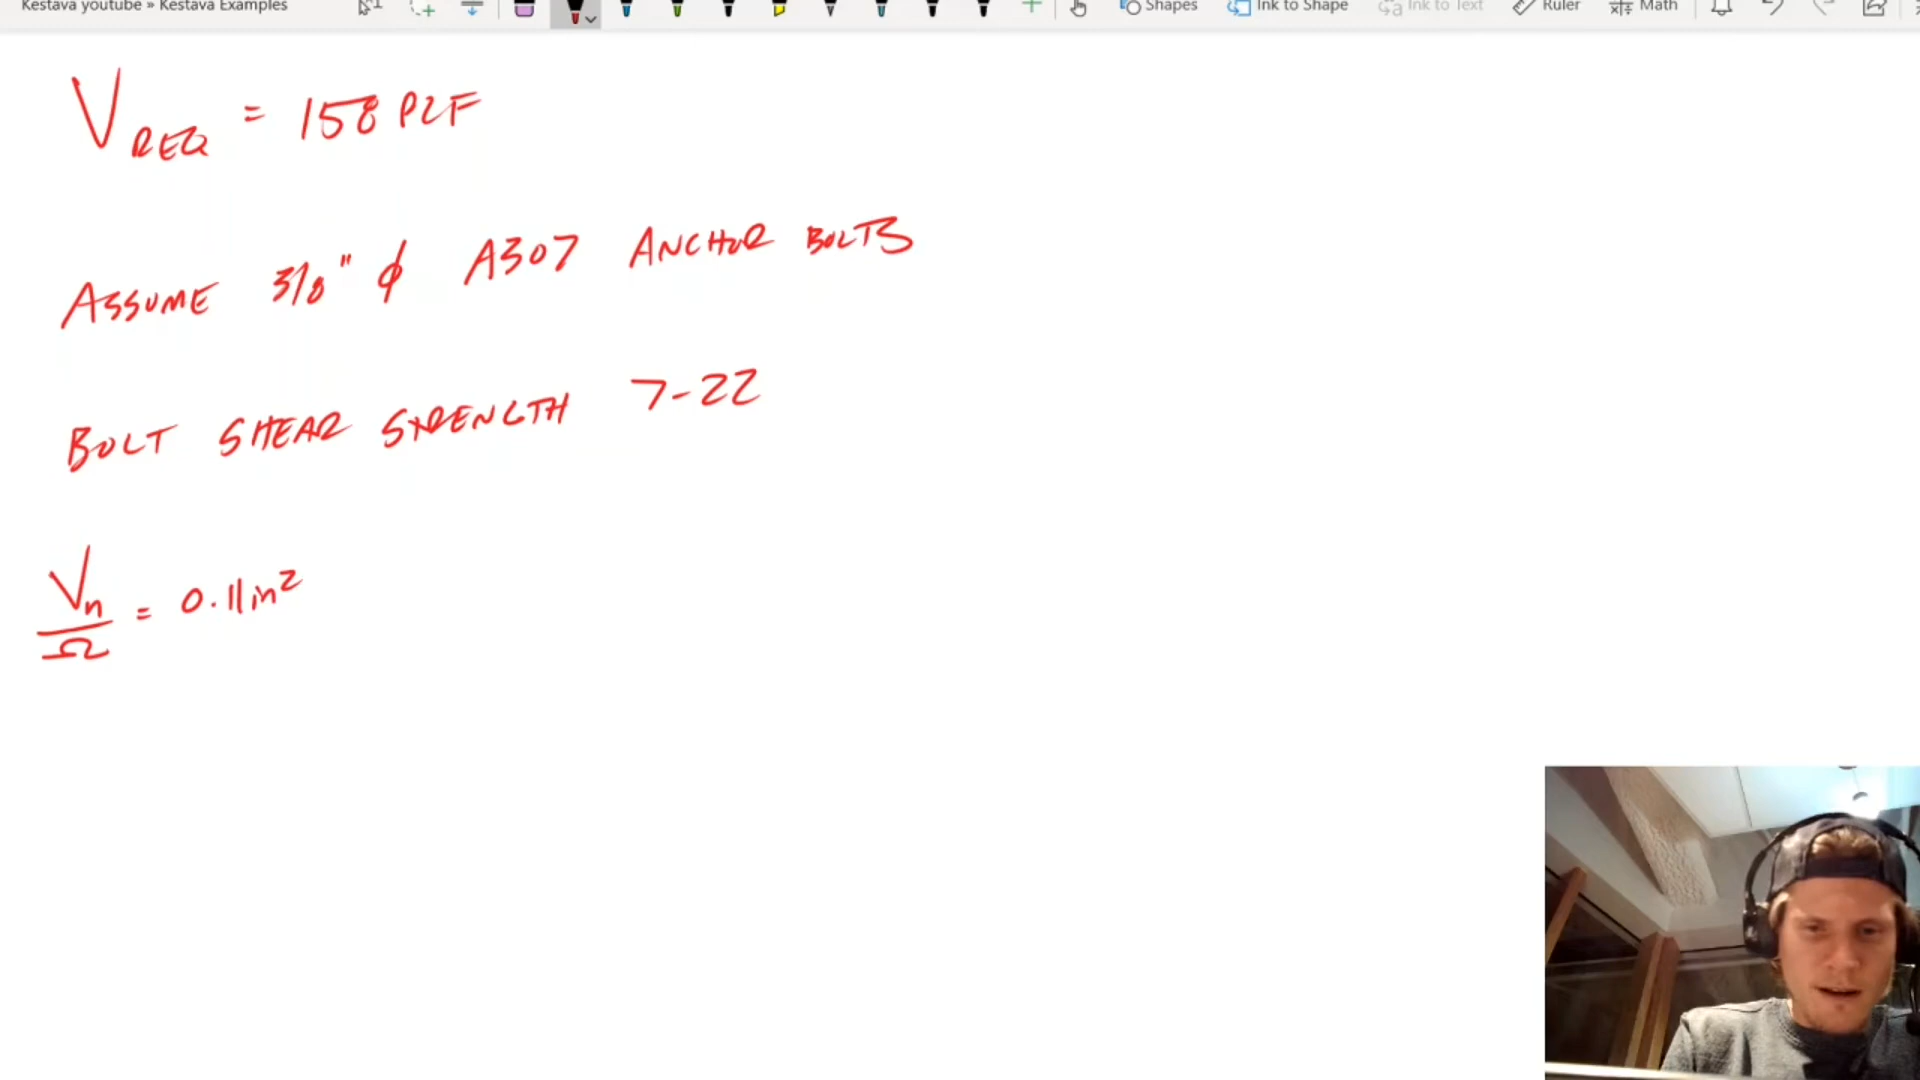 Kestava youtube » Kestava Examples
Shapes Ink to Shape Ink to Text Ruler Math
V REQ = 158 PLF
ASSUME 3/8" ϕ A307 ANCHOR BOLTS
BOLT SHEAR STRENGTH 7-22
Vn/Ω = 0.11in²